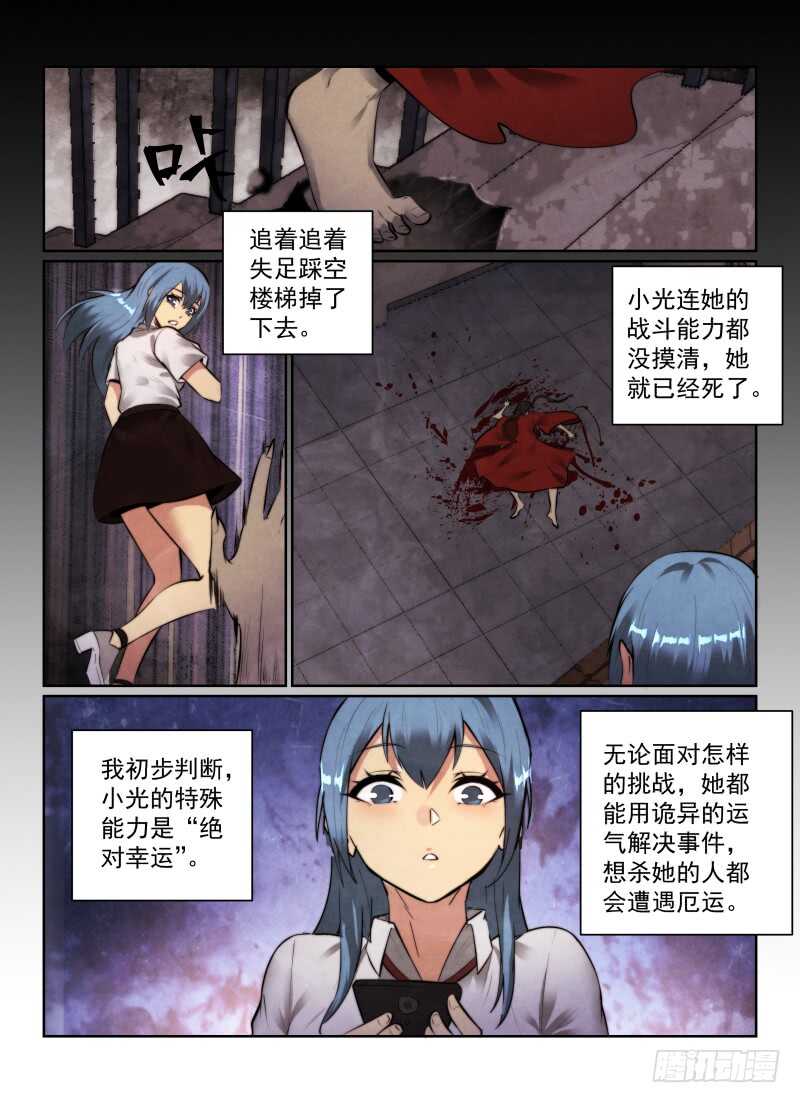 咔
追着追着
失足踩空
楼梯掉了
下去。
小光连她的
战斗能力都
没摸清，她
就已经死了。
我初步判断，
小光的特殊
能力是“绝
对幸运”。
无论面对怎样
的挑战，她都
能用诡异的运
气解决事件，
想杀她的人都
会遭遇厄运。
腾讯动漫